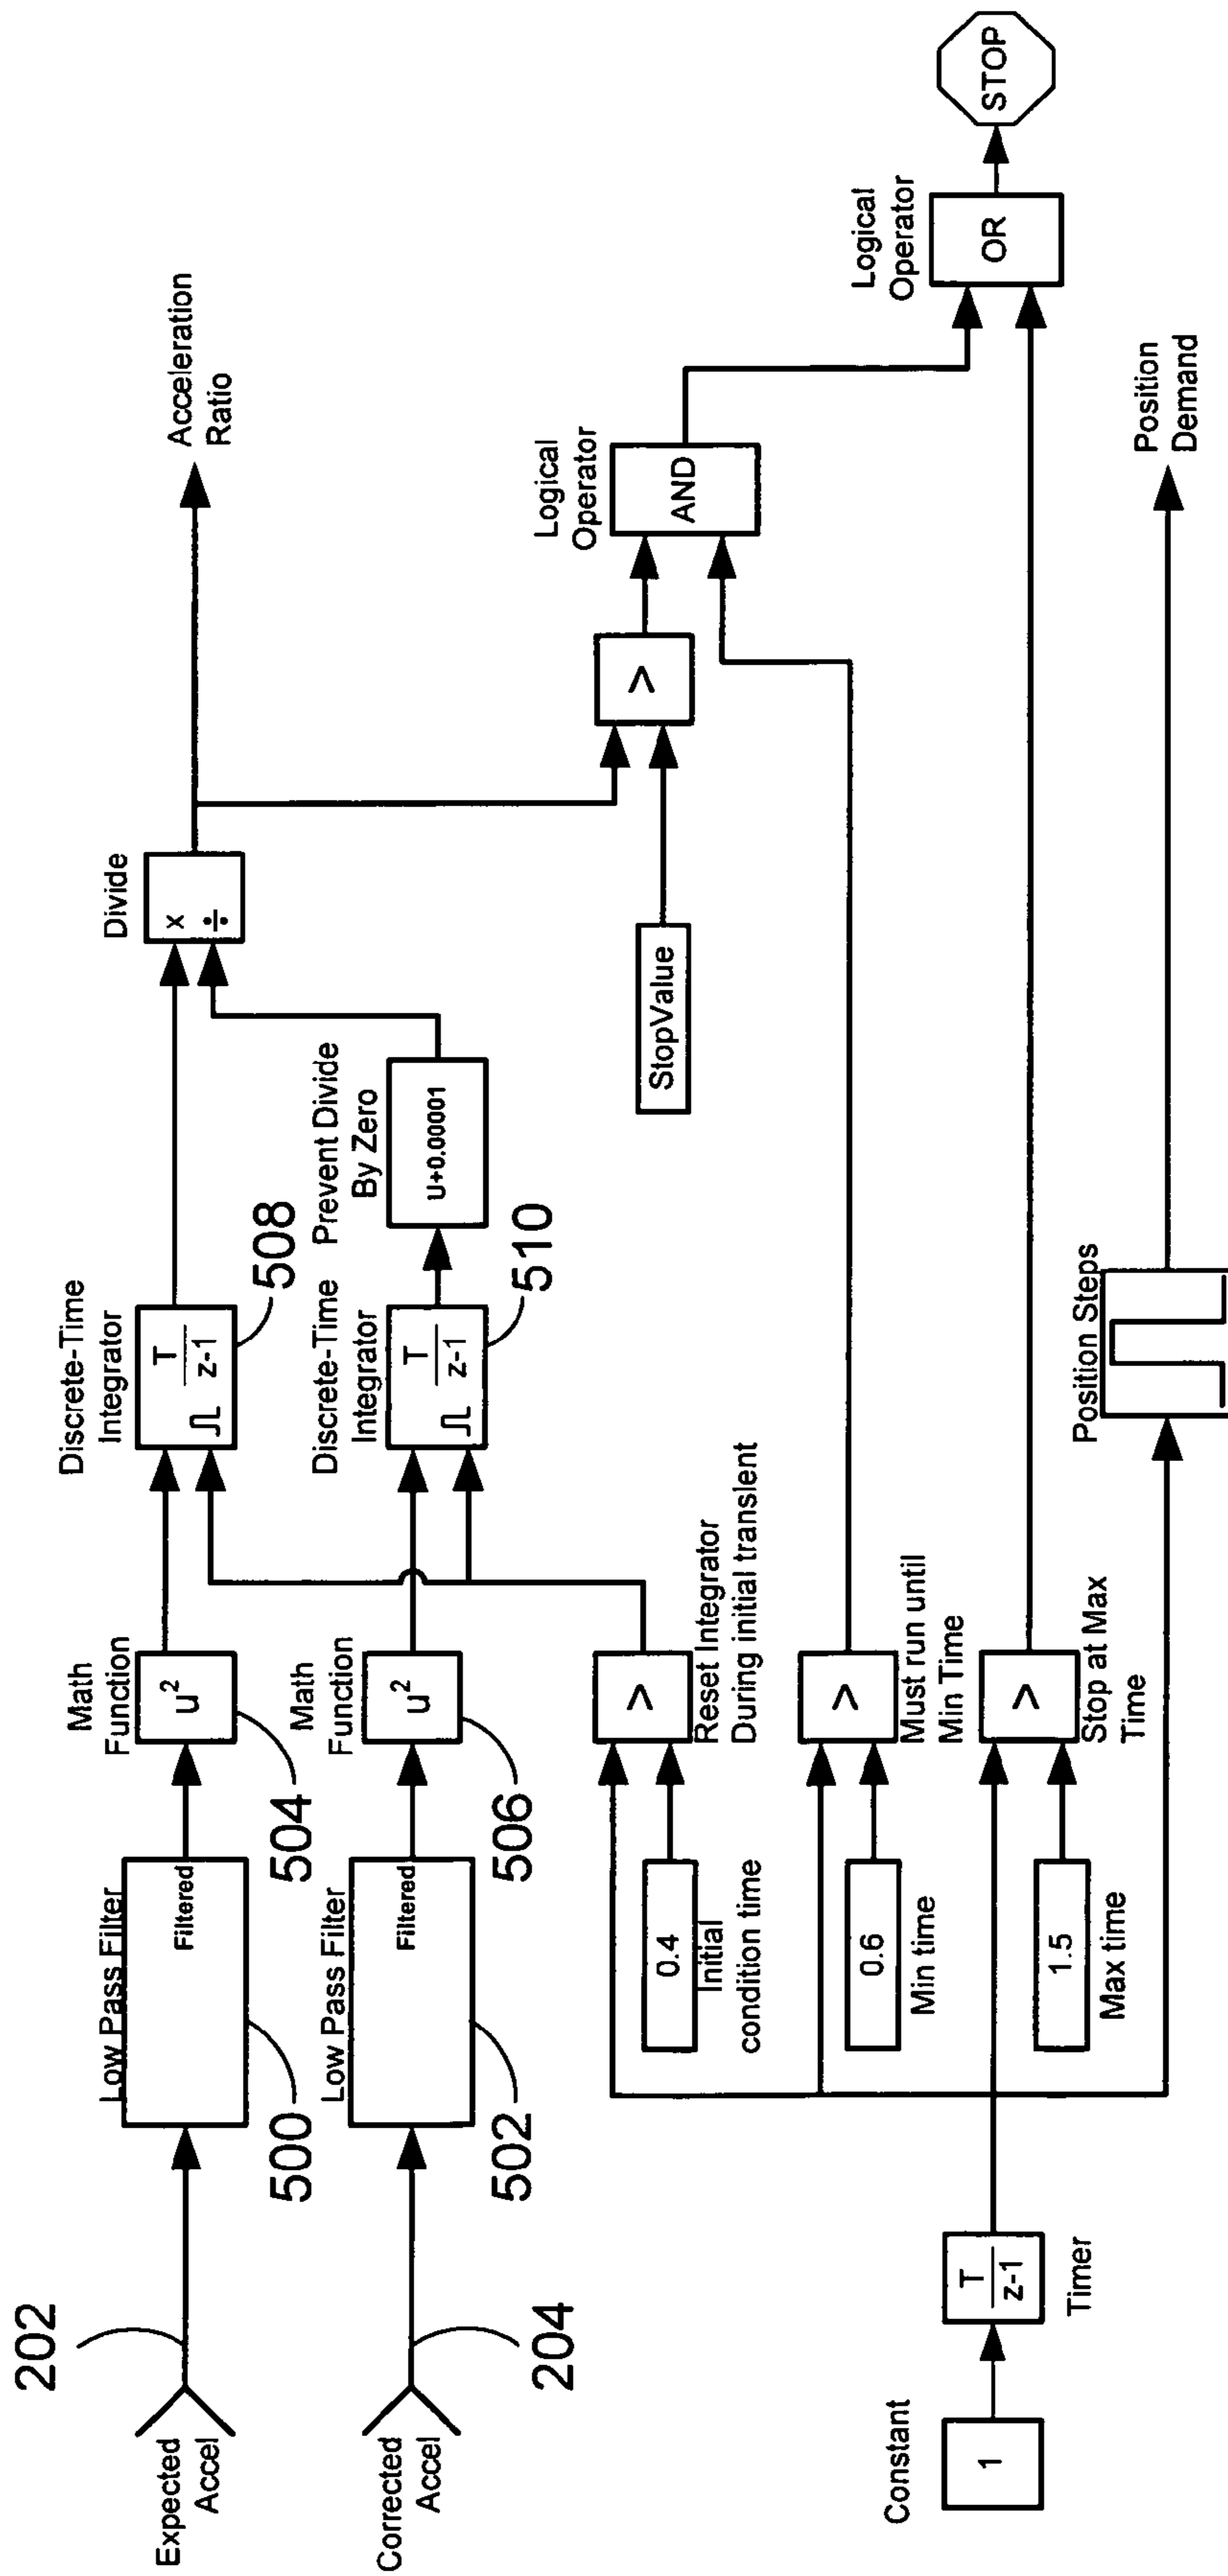 202
Expected
Accel
Low Pass Filter
Filtered
500
Math
Function
u²
504
Discrete-Time
Integrator
T
z-1
508
Divide
x
÷
Acceleration
Ratio
204
Corrected
Accel
Low Pass Filter
Filtered
502
Math
Function
u²
506
Discrete-Time
Integrator
T
z-1
510
Prevent Divide
By Zero
U+0.00001
StopValue
>
Logical
Operator
AND
Logical
Operator
OR
STOP
0.4
Initial
condition time
>
Reset Integrator
During initial translent
0.6
Min time
>
Must run until
Min Time
1.5
Max time
>
Stop at Max
Time
Constant
1
T
z-1
Timer
Position Steps
Position
Demand